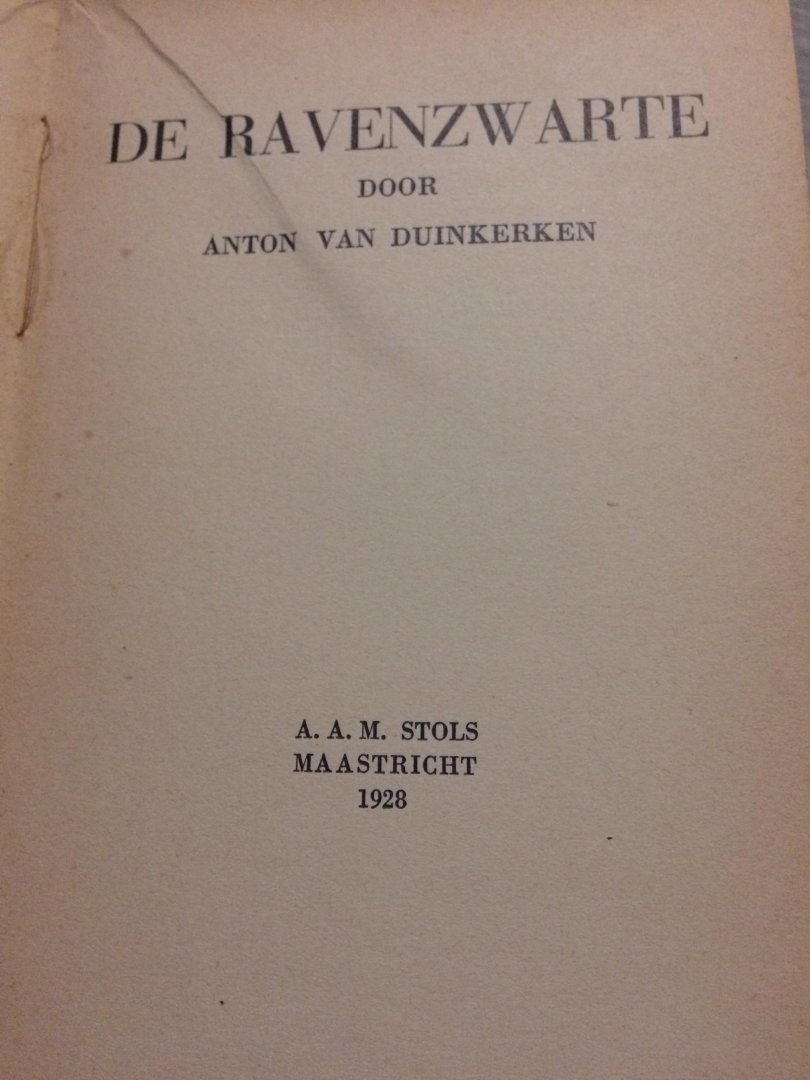 DE RAVENZWARTE
DOOR
ANTON VAN DUINKERKEN
A. A. M. STOLS
MAASTRICHT
1928